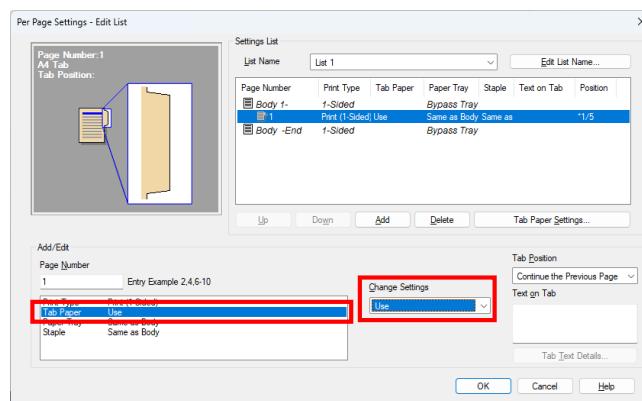 Per Page Settings - Edit List
Page Number:1
A4 Tab
Tab Position:
Settings List
List Name List 1 Edit List Name...
Page Number Print Type Tab Paper Paper Tray Staple Text on Tab Position
Body 1- 1-Sided Bypass Tray
1 Print (1-Sided) Use Same as Body Same as *1/5
Body -End 1-Sided Bypass Tray
Up Down Add Delete Tab Paper Settings...
Add/Edit
Page Number
1 Entry Example 2,4,6-10
Print Type Print (1-Sided)
Tab Paper Use
Paper Tray Same as Body
Staple Same as Body
Change Settings
Use
Tab Position
Continue the Previous Page
Text on Tab
Tab Text Details...
OK Cancel Help